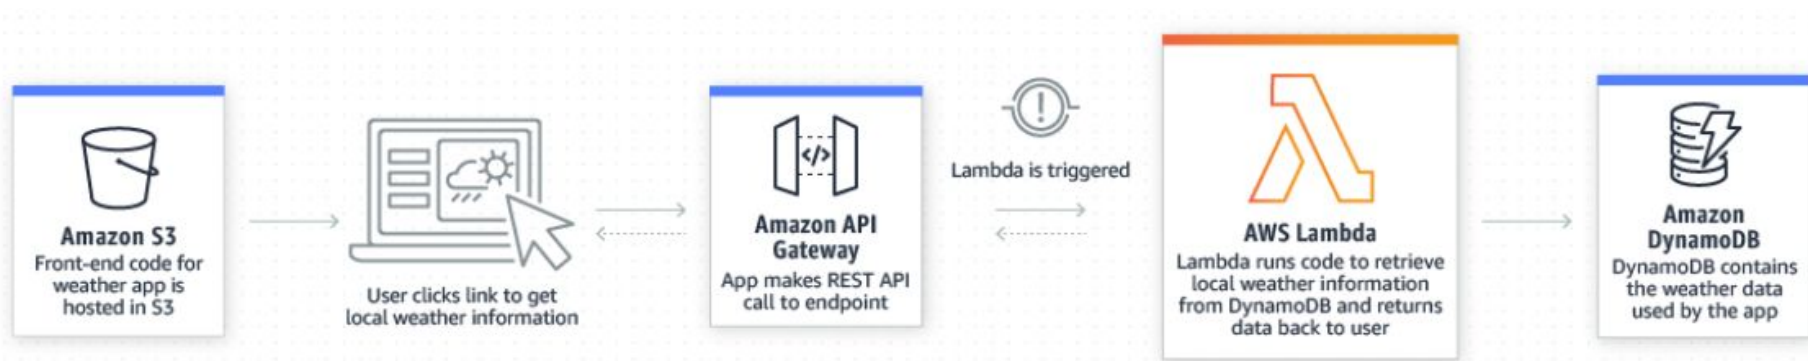 Amazon S3
Front-end code for
weather app is
hosted in S3
User clicks link to get
local weather information
</>
Amazon API
Gateway
App makes REST API
call to endpoint
!
Lambda is triggered
AWS Lambda
Lambda runs code to retrieve
local weather information
from DynamoDB and returns
data back to user
Amazon
DynamoDB
DynamoDB contains
the weather data
used by the app